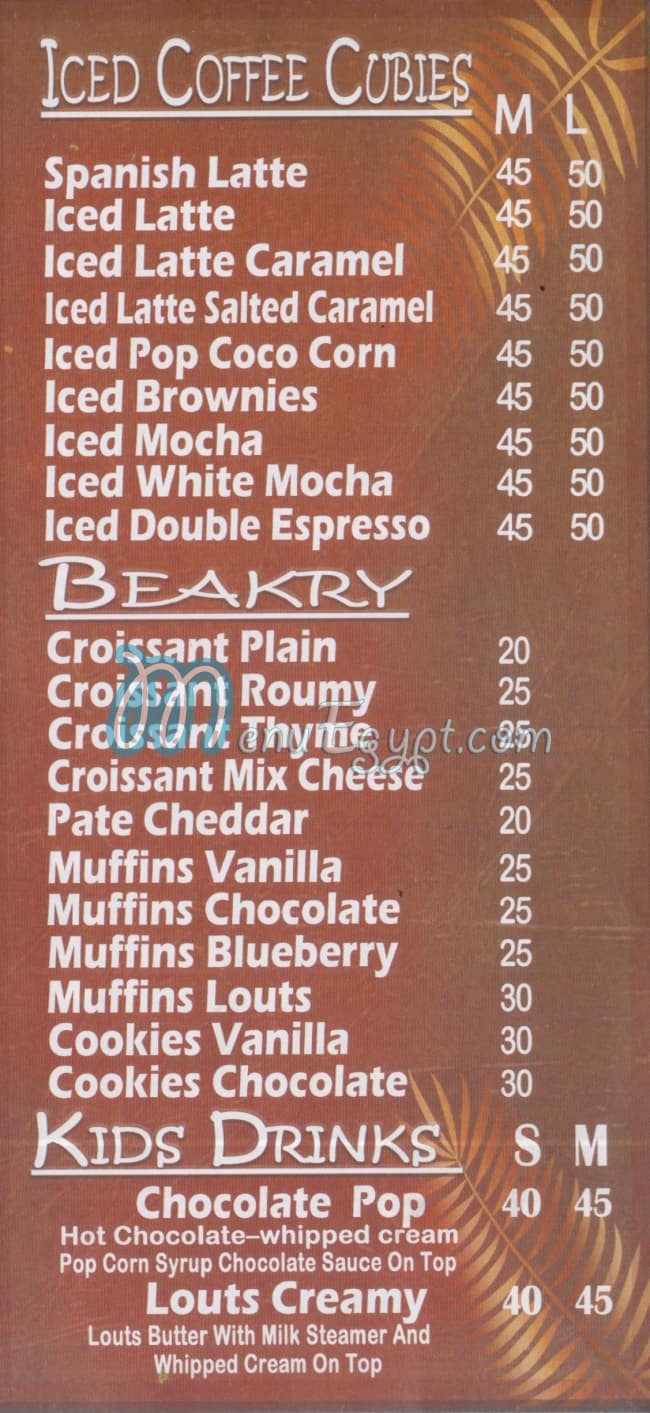 ICED COFFEE CUBIES
M L
Spanish Latte 45 50
Iced Latte 45 50
Iced Latte Caramel 45 50
Iced Latte Salted Caramel 45 50
Iced Pop Coco Corn 45 50
Iced Brownies 45 50
Iced Mocha 45 50
Iced White Mocha 45 50
Iced Double Espresso 45 50
BEAKRY
Croissant Plain 20
Croissant Roumy 25
Croissant Thyme 25
MenuEgypt.com
Croissant Mix Cheese 25
Pate Cheddar 20
Muffins Vanilla 25
Muffins Chocolate 25
Muffins Blueberry 25
Muffins Louts 30
Cookies Vanilla 30
Cookies Chocolate 30
KIDS DRINKS S M
Chocolate Pop 40 45
Hot Chocolate–whipped cream
Pop Corn Syrup Chocolate Sauce On Top
Louts Creamy 40 45
Louts Butter With Milk Steamer And
Whipped Cream On Top